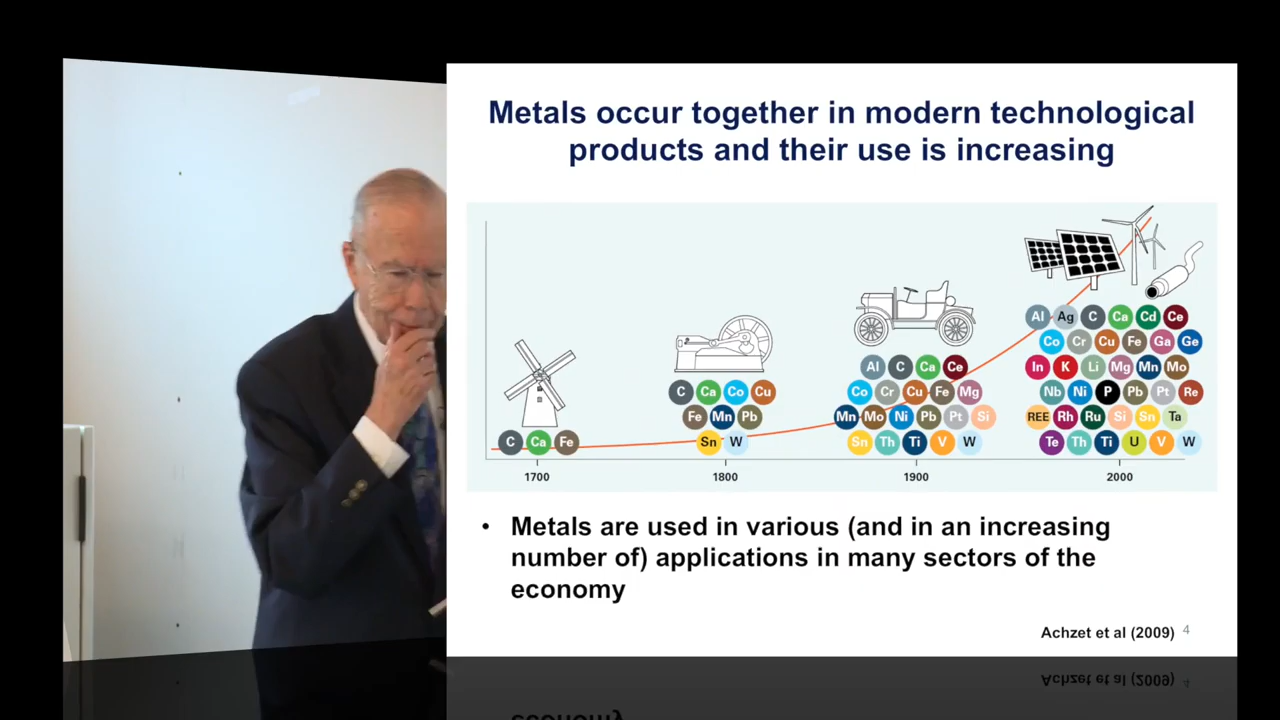 Metals occur together in modern technological
products and their use is increasing
Al Ag C Ca Cd Ce
Co Cr Cu Fe Ga Ge
Al C Ca Ce In K Li Mg Mn Mo
C Ca Co Cu Co Cr Cu Fe Mg Nb Ni P Pb Pt Re
Fe Mn Pb Mn Mo Ni Pb Pt Si REE Rh Ru Si Sn Ta
C Ca Fe Sn W Sn Th Ti V W Te Th Ti U V W
1700 1800 1900 2000
• Metals are used in various (and in an increasing
number of) applications in many sectors of the
economy
Achzet et al (2009) 4